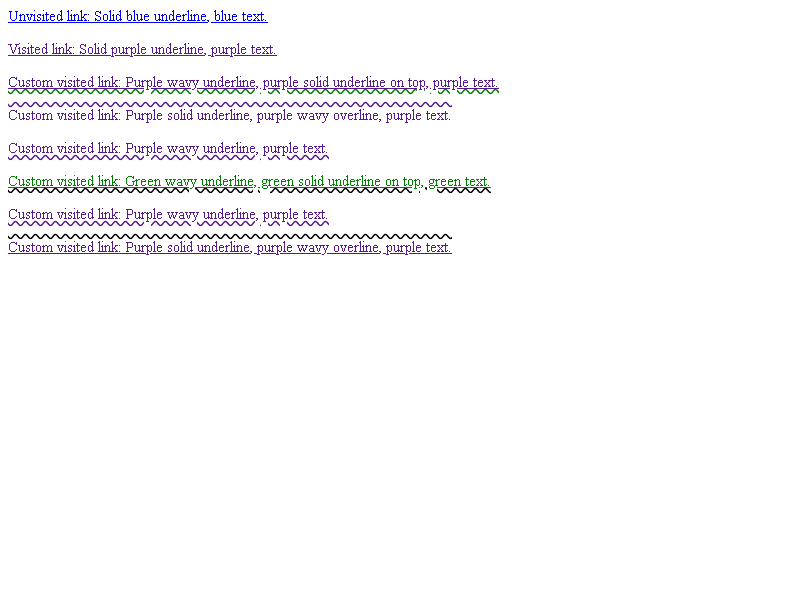 Unvisited link: Solid blue underline, blue text.
Visited link: Solid purple underline, purple text.
Custom visited link: Purple wavy underline, purple solid underline on top, purple text.
Custom visited link: Purple solid underline, purple wavy overline, purple text.
Custom visited link: Purple wavy underline, purple text.
Custom visited link: Green wavy underline, green solid underline on top, green text.
Custom visited link: Purple wavy underline, purple text.
Custom visited link: Purple solid underline, purple wavy overline, purple text.